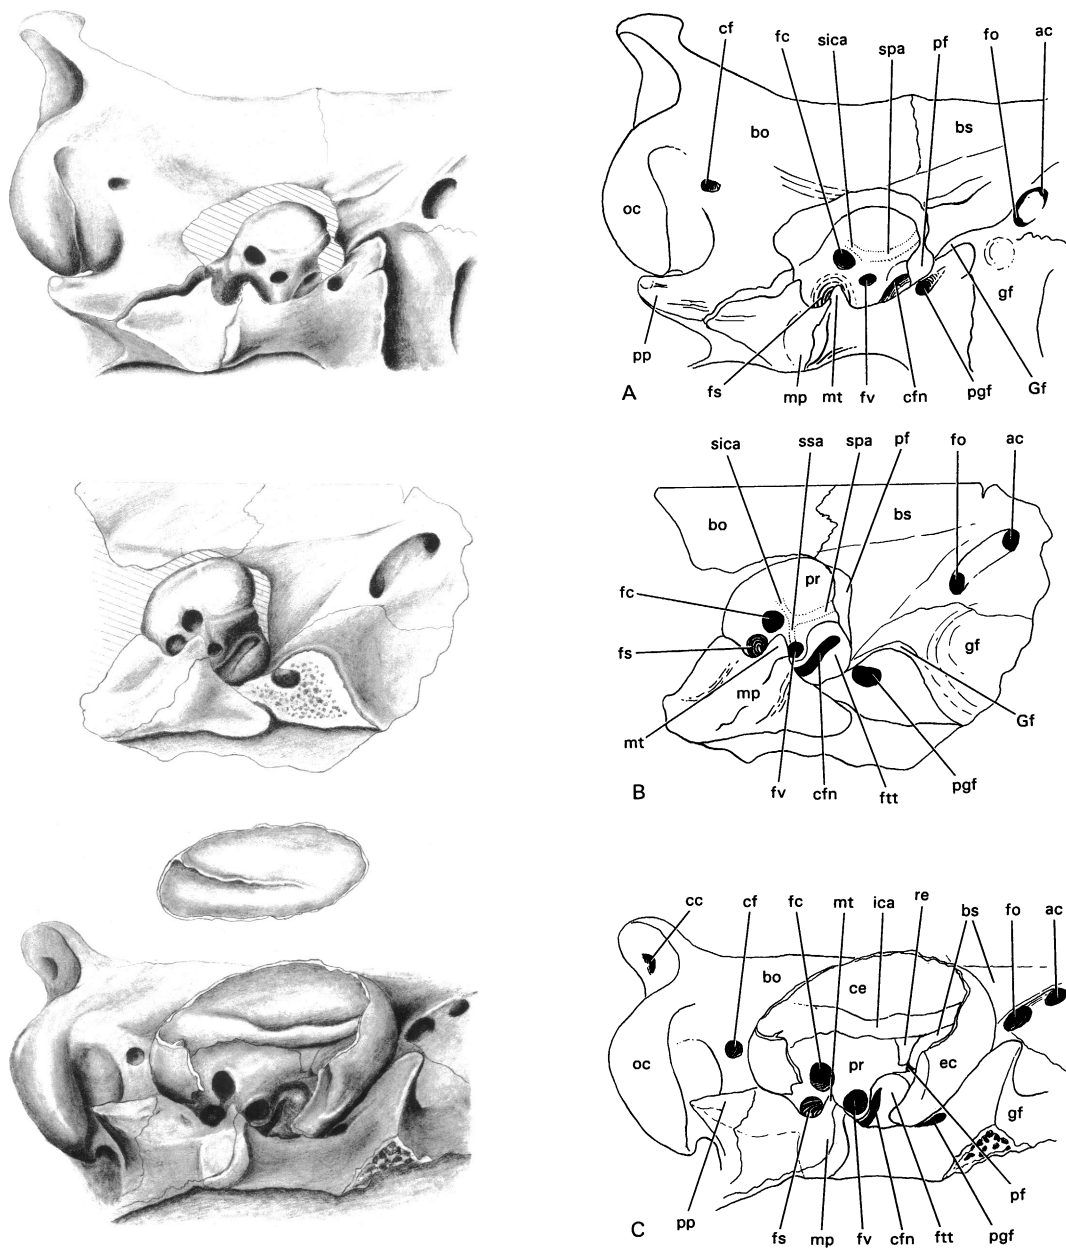 cf fc sica spa pf fo ac
bo bs
oc
gf
pp
fs mp mt fv cfn pgf Gf
A
sica ssa spa pf fo ac
bo bs
pr
fc
fs gf
mp
mt Gf
fv cfn ftt pgf
B
cc cf fc mt ica re bs fo ac
bo ce
oc pr ec
gf
pp pf
fs mp fv cfn ftt pgf
C